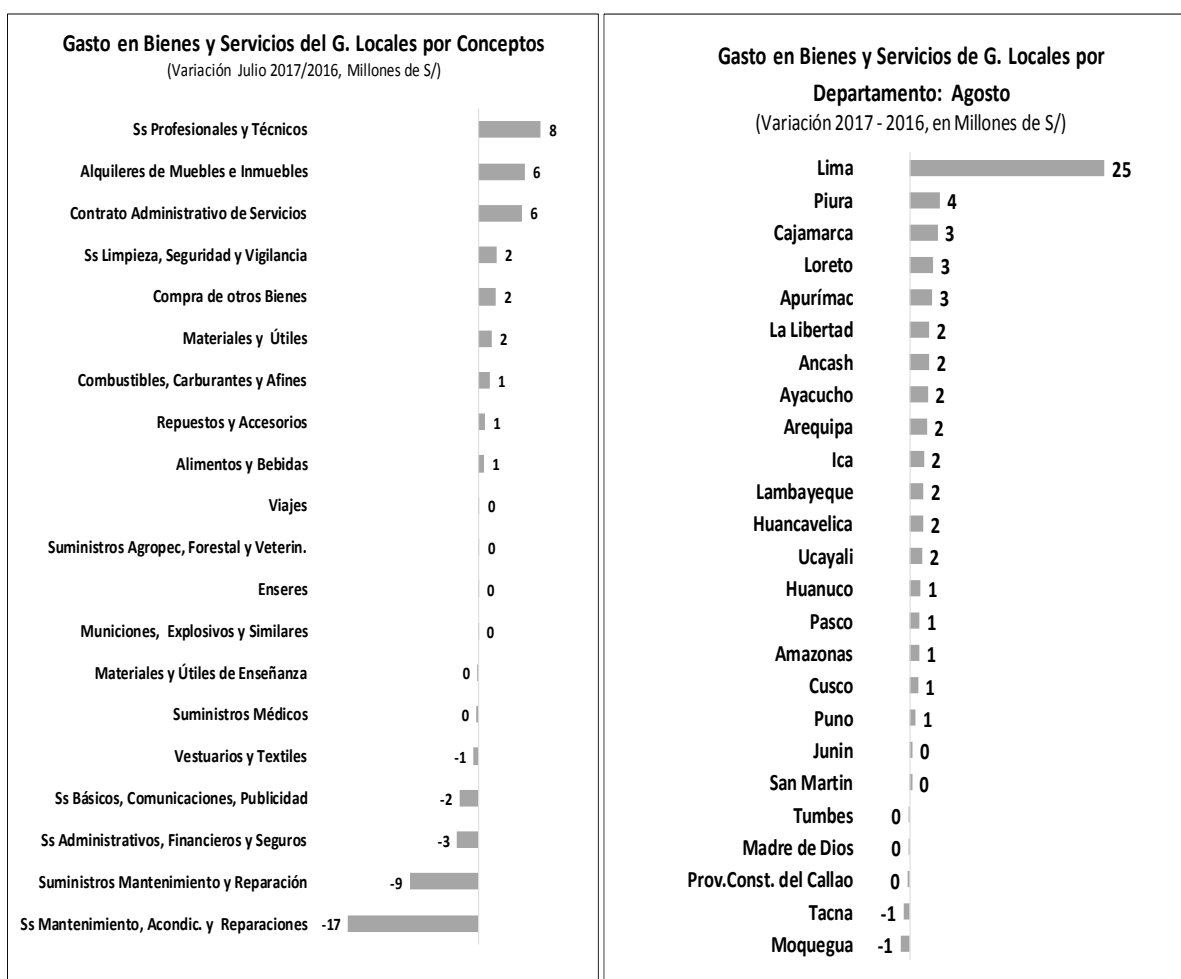 Gasto en Bienes y Servicios del G. Locales por Conceptos
(Variación Julio 2017/2016, Millones de S/)
Ss Profesionales y Técnicos 8
Alquileres de Muebles e Inmuebles 6
Contrato Administrativo de Servicios 6
Ss Limpieza, Seguridad y Vigilancia 2
Compra de otros Bienes 2
Materiales y Útiles 2
Combustibles, Carburantes y Afines 1
Repuestos y Accesorios 1
Alimentos y Bebidas 1
Viajes 0
Suministros Agropec, Forestal y Veterin. 0
Enseres 0
Municiones, Explosivos y Similares 0
Materiales y Útiles de Enseñanza 0
Suministros Médicos 0
Vestuarios y Textiles -1
Ss Básicos, Comunicaciones, Publicidad -2
Ss Administrativos, Financieros y Seguros -3
Suministros Mantenimiento y Reparación -9
Ss Mantenimiento, Acondic. y Reparaciones -17
Gasto en Bienes y Servicios de G. Locales por
Departamento: Agosto
(Variación 2017 - 2016, en Millones de S/)
Lima 25
Piura 4
Cajamarca 3
Loreto 3
Apurímac 3
La Libertad 2
Ancash 2
Ayacucho 2
Arequipa 2
Ica 2
Lambayeque 2
Huancavelica 2
Ucayali 2
Huanuco 1
Pasco 1
Amazonas 1
Cusco 1
Puno 1
Junin 0
San Martin 0
Tumbes 0
Madre de Dios 0
Prov.Const. del Callao 0
Tacna -1
Moquegua -1